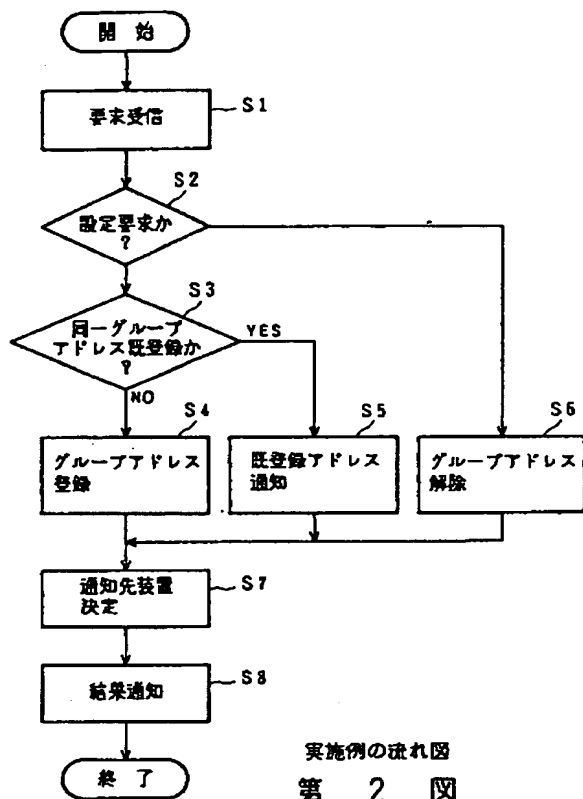 開始
要求受信
S1
S2
設定要求か
?
S3
同一グループ
アドレス既登録か
?
YES
NO
S4
グループアドレス
登録
S5
既登録アドレス
通知
S6
グループアドレス
解除
通知先装置
決定
S7
結果通知
S8
終了
実施例の流れ図
第 2 図